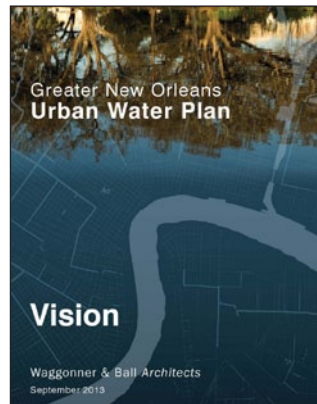 Greater New Orleans
Urban Water Plan
Vision
Waggonner & Ball Architects
September 2013